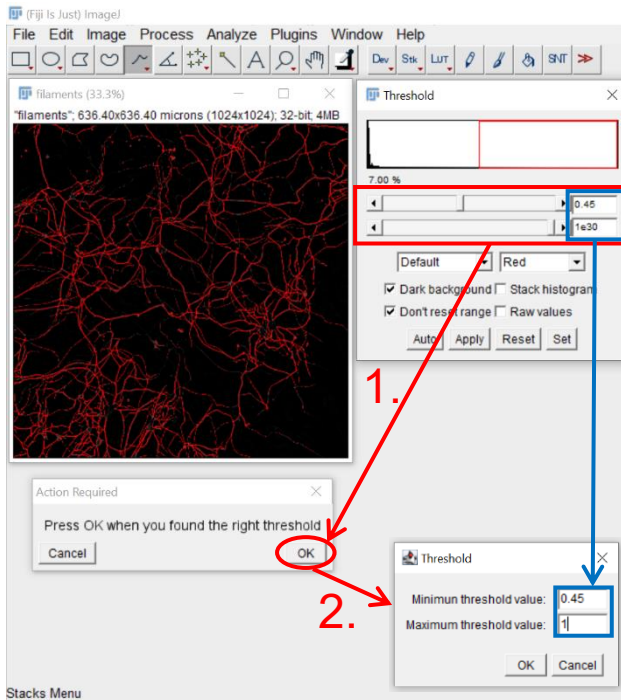 (Fiji Is Just) ImageJ
File Edit Image Process Analyze Plugins Window Help
Dev Stk LUT SNT
filaments (33.3%)
"filaments"; 636.40x636.40 microns (1024x1024); 32-bit; 4MB
Threshold
7.00 %
0.45
1e30
Default Red
Dark background Stack histogram
Don't reset range Raw values
Auto Apply Reset Set
1.
Action Required
Press OK when you found the right threshold
Cancel OK
2.
Threshold
Minimun threshold value: 0.45
Maximum threshold value: 1
OK Cancel
Stacks Menu